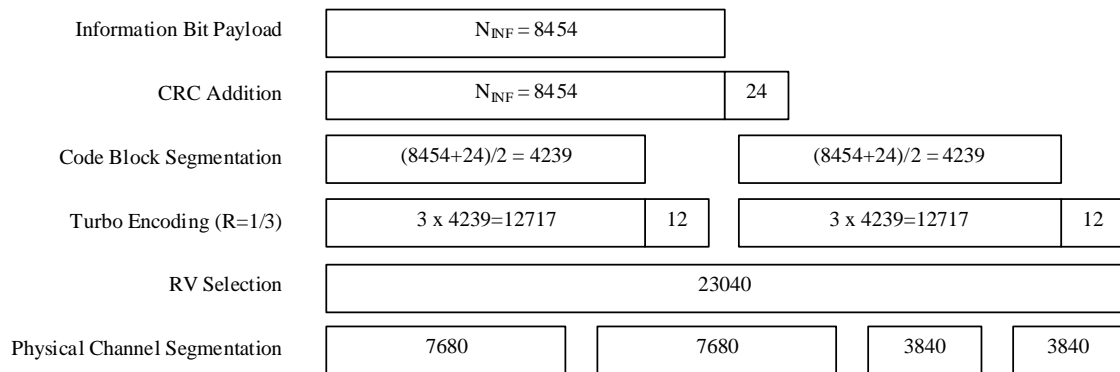 Information Bit Payload N_INF = 8454
CRC Addition N_INF = 8454 24
Code Block Segmentation (8454+24)/2 = 4239 (8454+24)/2 = 4239
Turbo Encoding (R=1/3) 3 x 4239=12717 12 3 x 4239=12717 12
RV Selection 23040
Physical Channel Segmentation 7680 7680 3840 3840